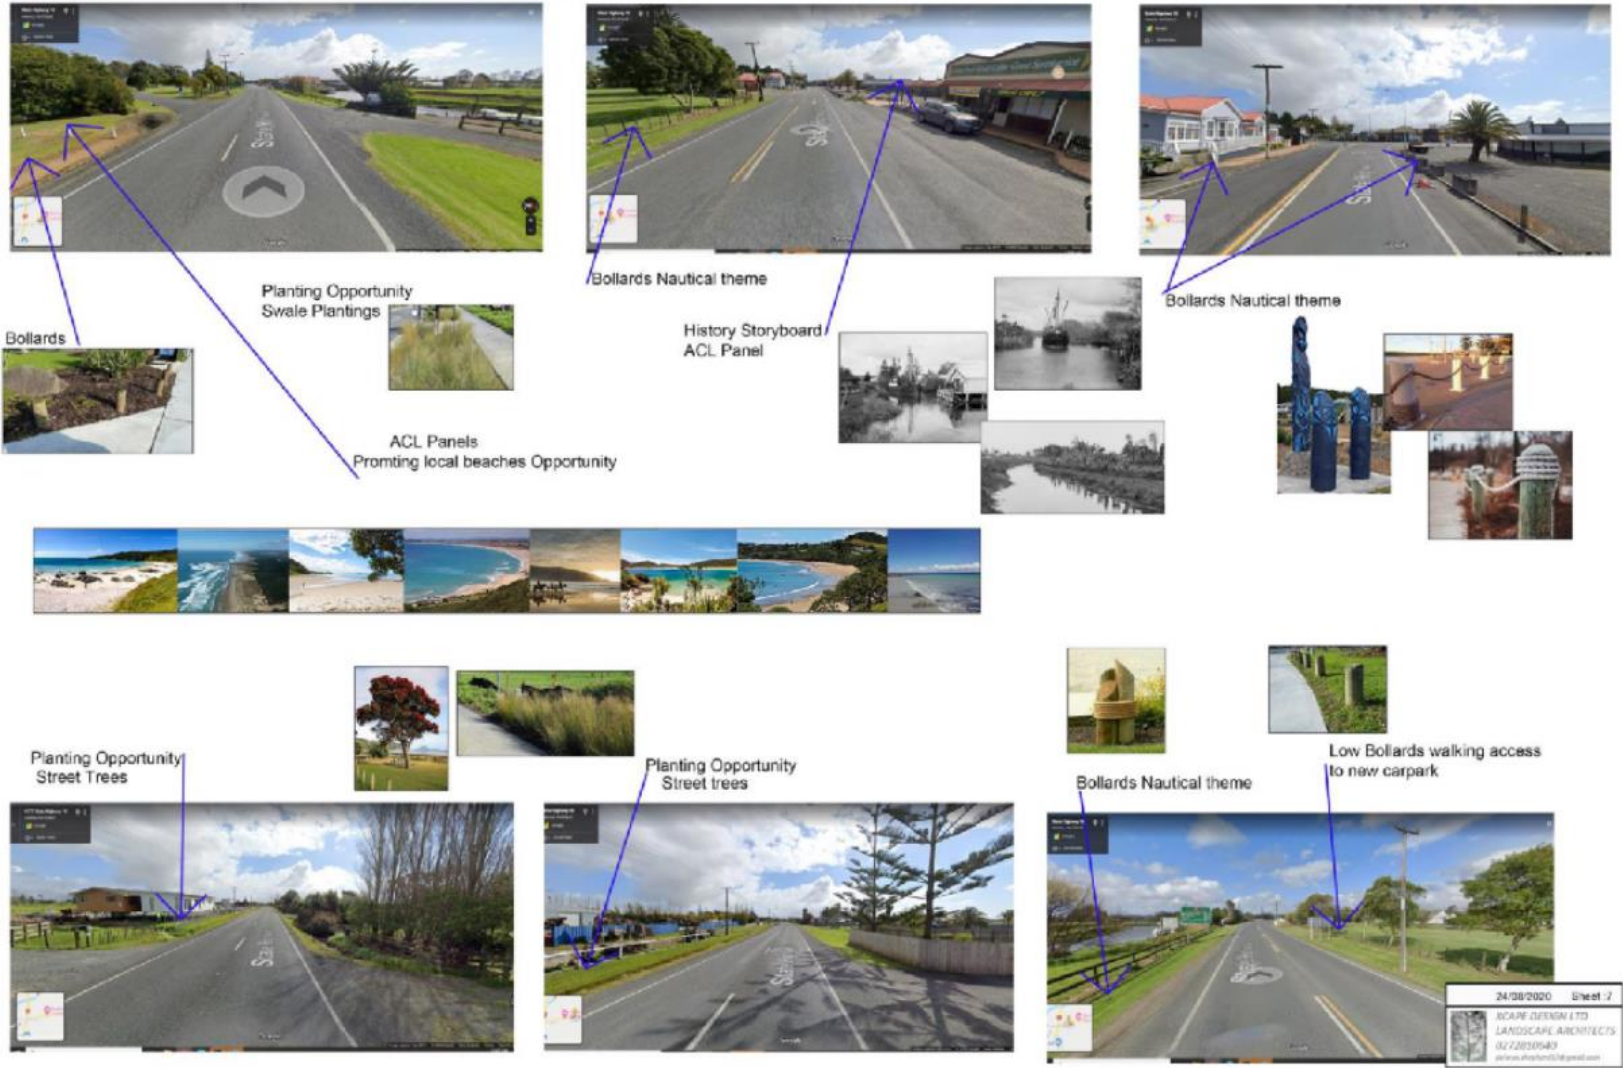 Bollards
Planting Opportunity
Swale Plantings
ACL Panels
Promting local beaches Opportunity
Bollards Nautical theme
History Storyboard
ACL Panel
Bollards Nautical theme
Planting Opportunity
Street Trees
Planting Opportunity
Street trees
Bollards Nautical theme
Low Bollards walking access
to new carpark
24/08/2020 Sheet :7
XCAPE DESIGN LTD
LANDSCAPE ARCHITECTS